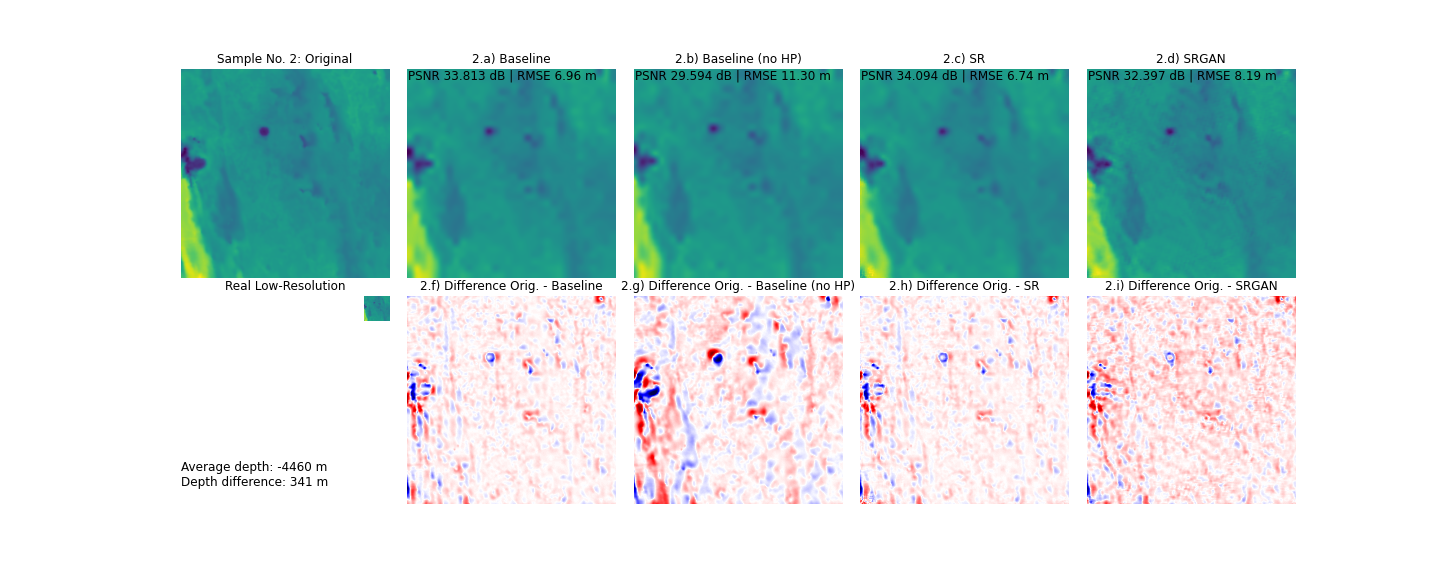 Sample No. 2: Original
2.a) Baseline
2.b) Baseline (no HP)
2.c) SR
2.d) SRGAN
PSNR 33.813 dB | RMSE 6.96 m
PSNR 29.594 dB | RMSE 11.30 m
PSNR 34.094 dB | RMSE 6.74 m
PSNR 32.397 dB | RMSE 8.19 m
Real Low-Resolution
2.f) Difference Orig. - Baseline
2.g) Difference Orig. - Baseline (no HP)
2.h) Difference Orig. - SR
2.i) Difference Orig. - SRGAN
Average depth: -4460 m
Depth difference: 341 m